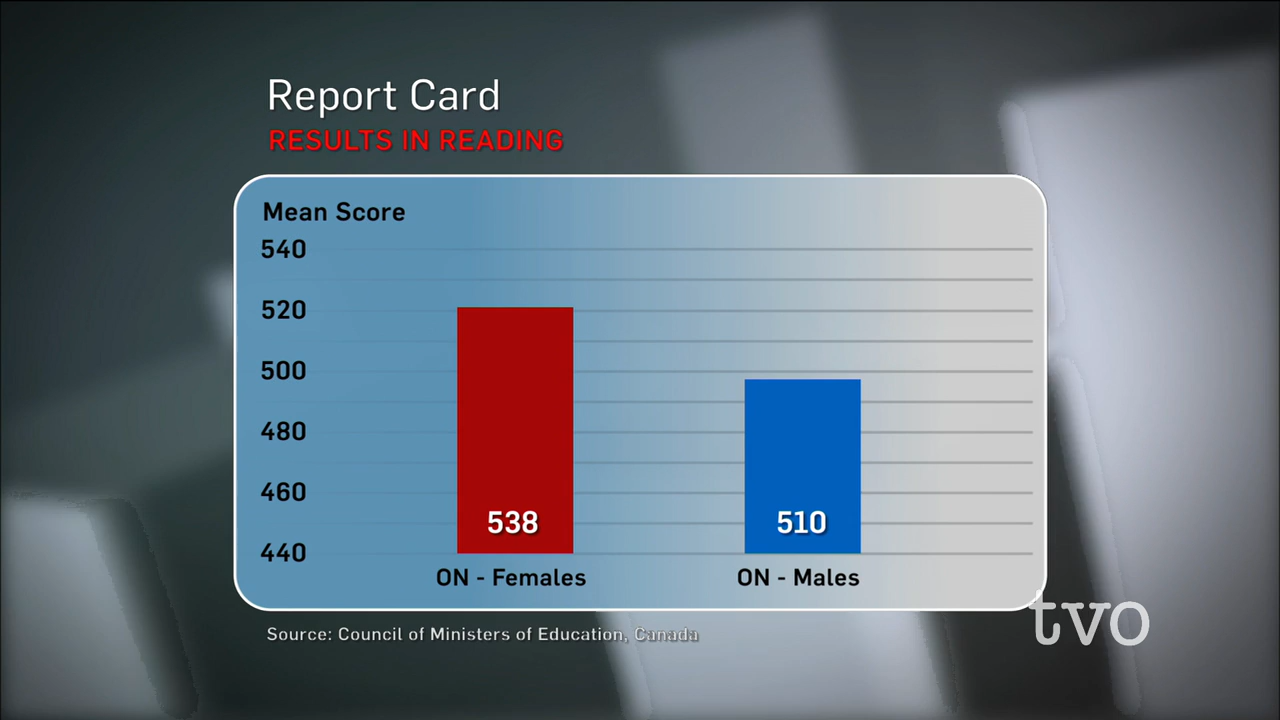 Report Card
RESULTS IN READING
Mean Score
540
520
500
480
460
440
538
510
ON - Females
ON - Males
Source: Council of Ministers of Education, Canada
tvo